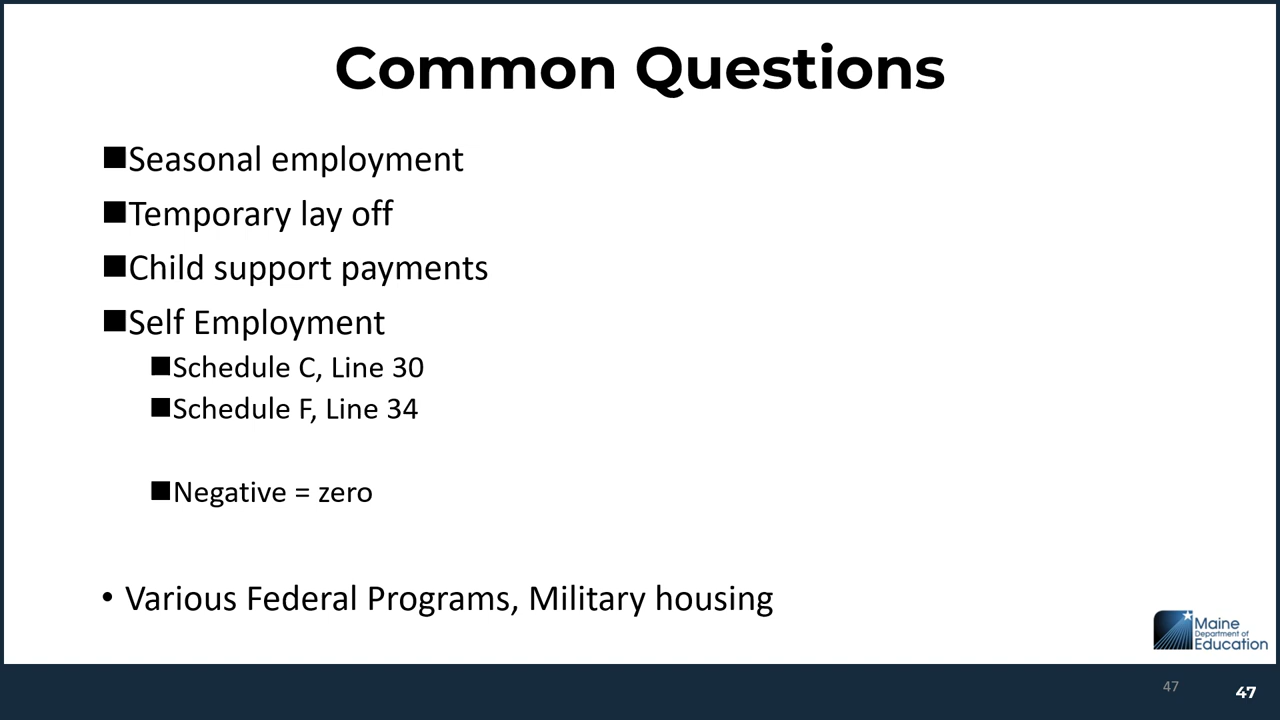 Common Questions
■Seasonal employment
■Temporary lay off
■Child support payments
■Self Employment
■Schedule C, Line 30
■Schedule F, Line 34
■Negative = zero
• Various Federal Programs, Military housing
Maine
Department of
Education
47
47